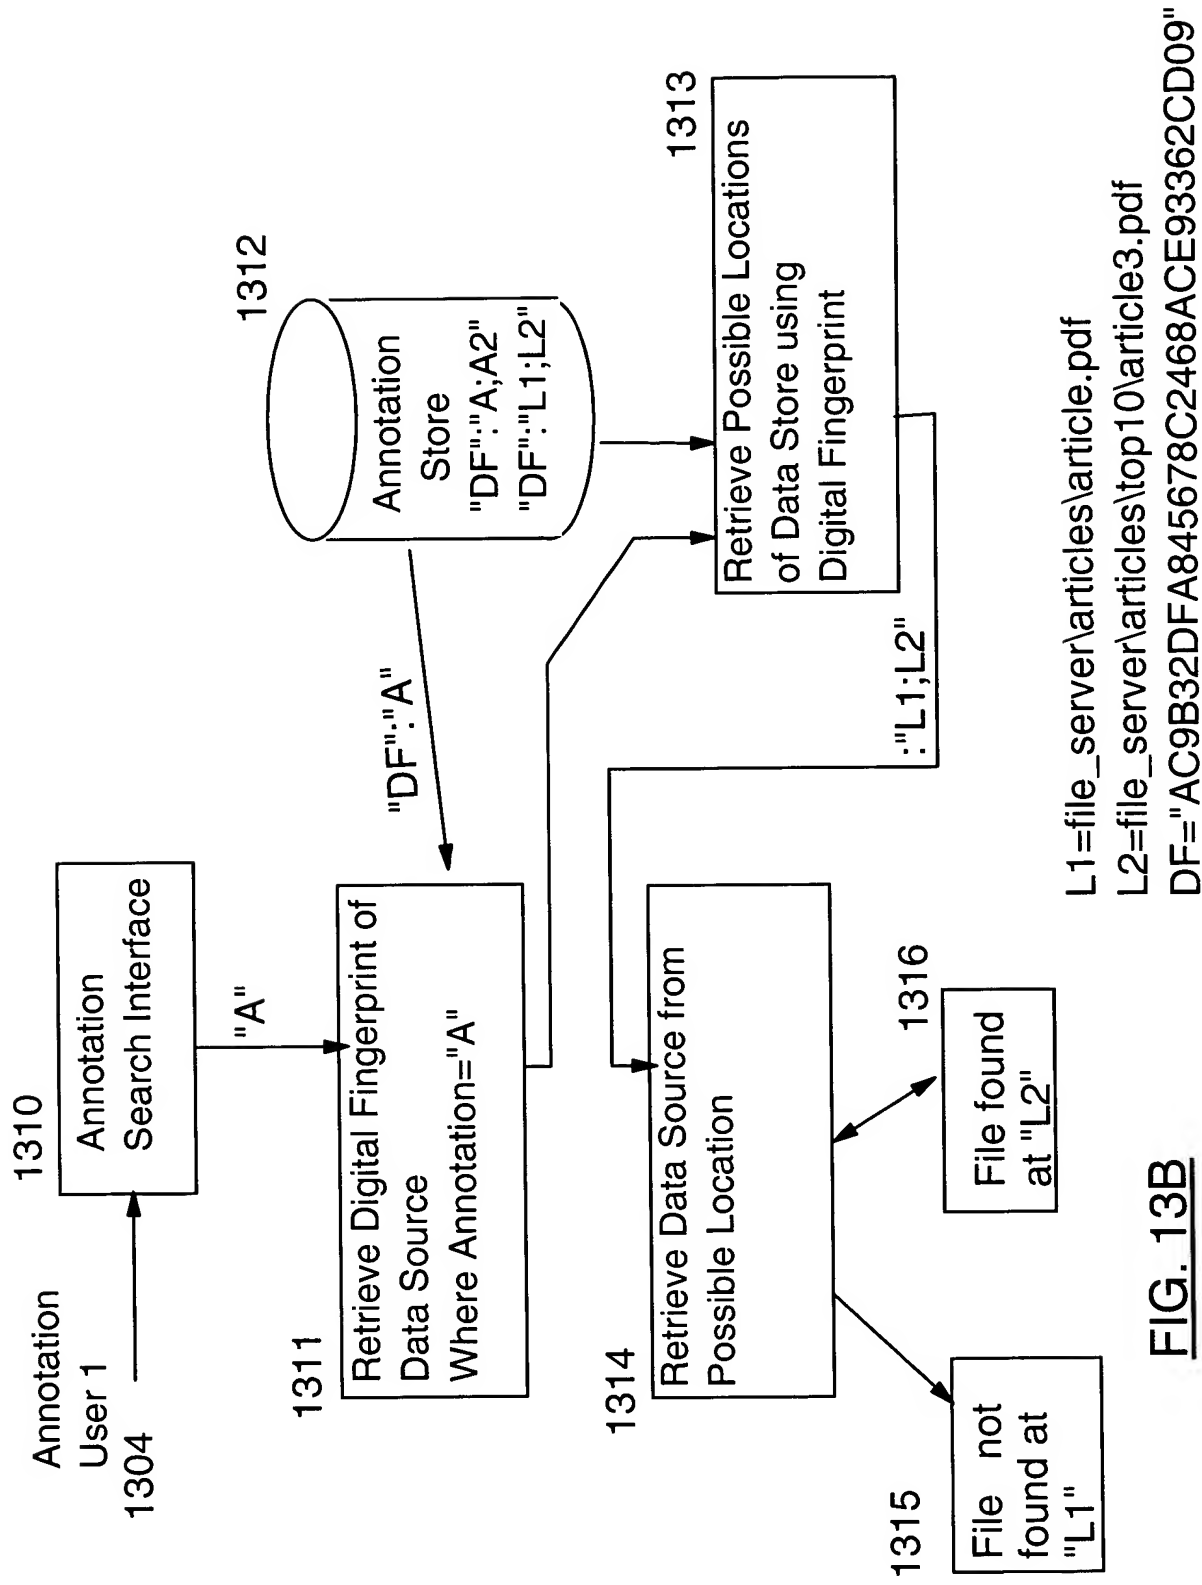 Annotation
User 1
1304
1310
Annotation
Search Interface
"A"
1311
Retrieve Digital Fingerprint of
Data Source
Where Annotation="A"
"DF":"A"
1312
Annotation
Store
"DF":"A;A2"
"DF":"L1;L2"
1313
Retrieve Possible Locations
of Data Store using
Digital Fingerprint
:"L1;L2"
1314
Retrieve Data Source from
Possible Location
1315
File not
found at
"L1"
1316
File found
at "L2"
L1=file_server\articles\article.pdf
L2=file_server\articles\top10\article3.pdf
DF="AC9B32DFA845678C2468ACE93362CD09"
FIG. 13B